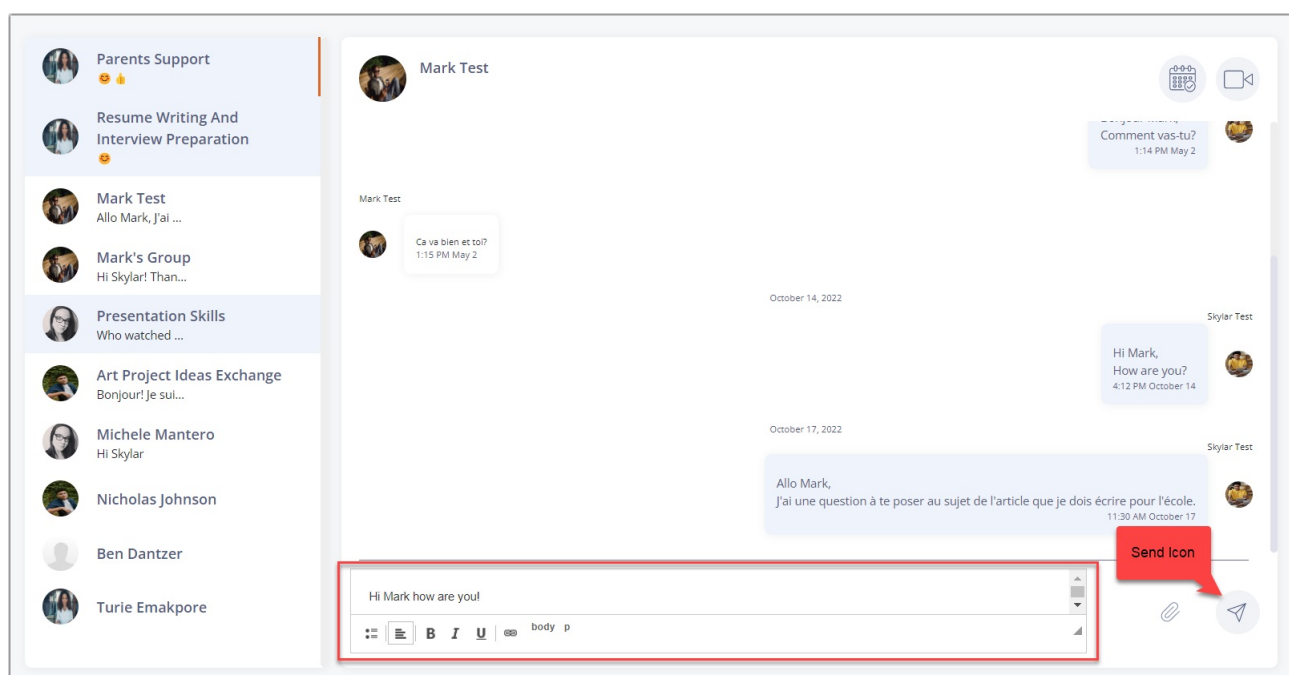 Parents Support
Resume Writing And
Interview Preparation
Mark Test
Allo Mark, J'ai ...
Mark's Group
Hi Skylar! Than...
Presentation Skills
Who watched ...
Art Project Ideas Exchange
Bonjour! Je sui...
Michele Mantero
Hi Skylar
Nicholas Johnson
Ben Dantzer
Turie Emakpore
Mark Test
Comment vas-tu?
1:14 PM May 2
Mark Test
Ca va bien et toi?
1:15 PM May 2
October 14, 2022
Skylar Test
Hi Mark,
How are you?
4:12 PM October 14
October 17, 2022
Skylar Test
Allo Mark,
J'ai une question à te poser au sujet de l'article que je dois écrire pour l'école.
11:30 AM October 17
Send Icon
Hi Mark how are you!
B I U body p